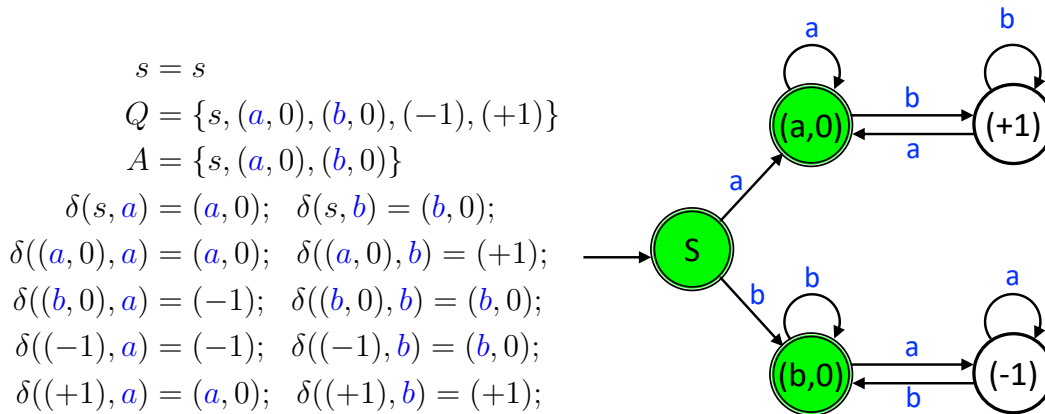 s = s
Q = {s, (a, 0), (b, 0), (−1), (+1)}
A = {s, (a, 0), (b, 0)}
δ(s, a) = (a, 0); δ(s, b) = (b, 0);
δ((a, 0), a) = (a, 0); δ((a, 0), b) = (+1);
δ((b, 0), a) = (−1); δ((b, 0), b) = (b, 0);
δ((−1), a) = (−1); δ((−1), b) = (b, 0);
δ((+1), a) = (a, 0); δ((+1), b) = (+1);
a
b
(a,0)
b
a
(+1)
a
S
b
b
a
(b,0)
a
b
(-1)